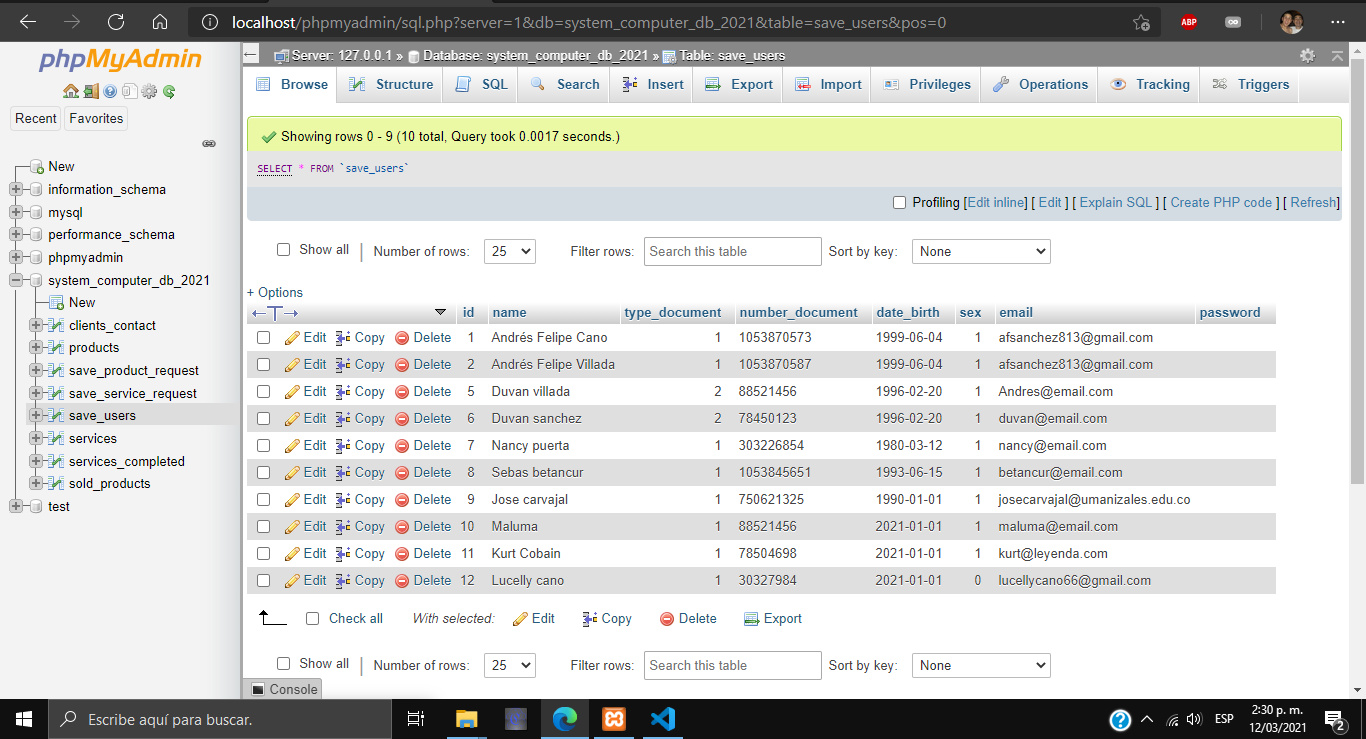 localhost/phpmyadmin/sql.php?server=1&db=system_computer_db_2021&table=save_users&pos=0
ABP
phpMyAdmin
Recent Favorites
New
information_schema
mysql
performance_schema
phpmyadmin
system_computer_db_2021
New
clients_contact
products
save_product_request
save_service_request
save_users
services
services_completed
sold_products
test
Server: 127.0.0.1 » Database: system_computer_db_2021 » Table: save_users
Browse Structure SQL Search Insert Export Import Privileges Operations Tracking Triggers
Showing rows 0 - 9 (10 total, Query took 0.0017 seconds.)
SELECT * FROM `save_users`
Profiling [Edit inline] [ Edit ] [ Explain SQL ] [ Create PHP code ] [ Refresh]
Show all | Number of rows: 25 Filter rows: Search this table Sort by key: None
+ Options
←T→ id name type_document number_document date_birth sex email password
Edit Copy Delete 1 Andrés Felipe Cano 1 1053870573 1999-06-04 1 afsanchez813@gmail.com
Edit Copy Delete 2 Andrés Felipe Villada 1 1053870587 1999-06-04 1 afsanchez813@gmail.com
Edit Copy Delete 5 Duvan villada 2 88521456 1996-02-20 1 Andres@email.com
Edit Copy Delete 6 Duvan sanchez 2 78450123 1996-02-20 1 duvan@email.com
Edit Copy Delete 7 Nancy puerta 1 303226854 1980-03-12 1 nancy@email.com
Edit Copy Delete 8 Sebas betancur 1 1053845651 1993-06-15 1 betancur@email.com
Edit Copy Delete 9 Jose carvajal 1 750621325 1990-01-01 1 josecarvajal@umanizales.edu.co
Edit Copy Delete 10 Maluma 1 88521456 2021-01-01 1 maluma@email.com
Edit Copy Delete 11 Kurt Cobain 1 78504698 2021-01-01 1 kurt@leyenda.com
Edit Copy Delete 12 Lucelly cano 1 30327984 2021-01-01 0 lucellycano66@gmail.com
Check all With selected: Edit Copy Delete Export
Show all | Number of rows: 25 Filter rows: Search this table Sort by key: None
Console
Escribe aquí para buscar.
ESP
2:30 p. m.
12/03/2021
2